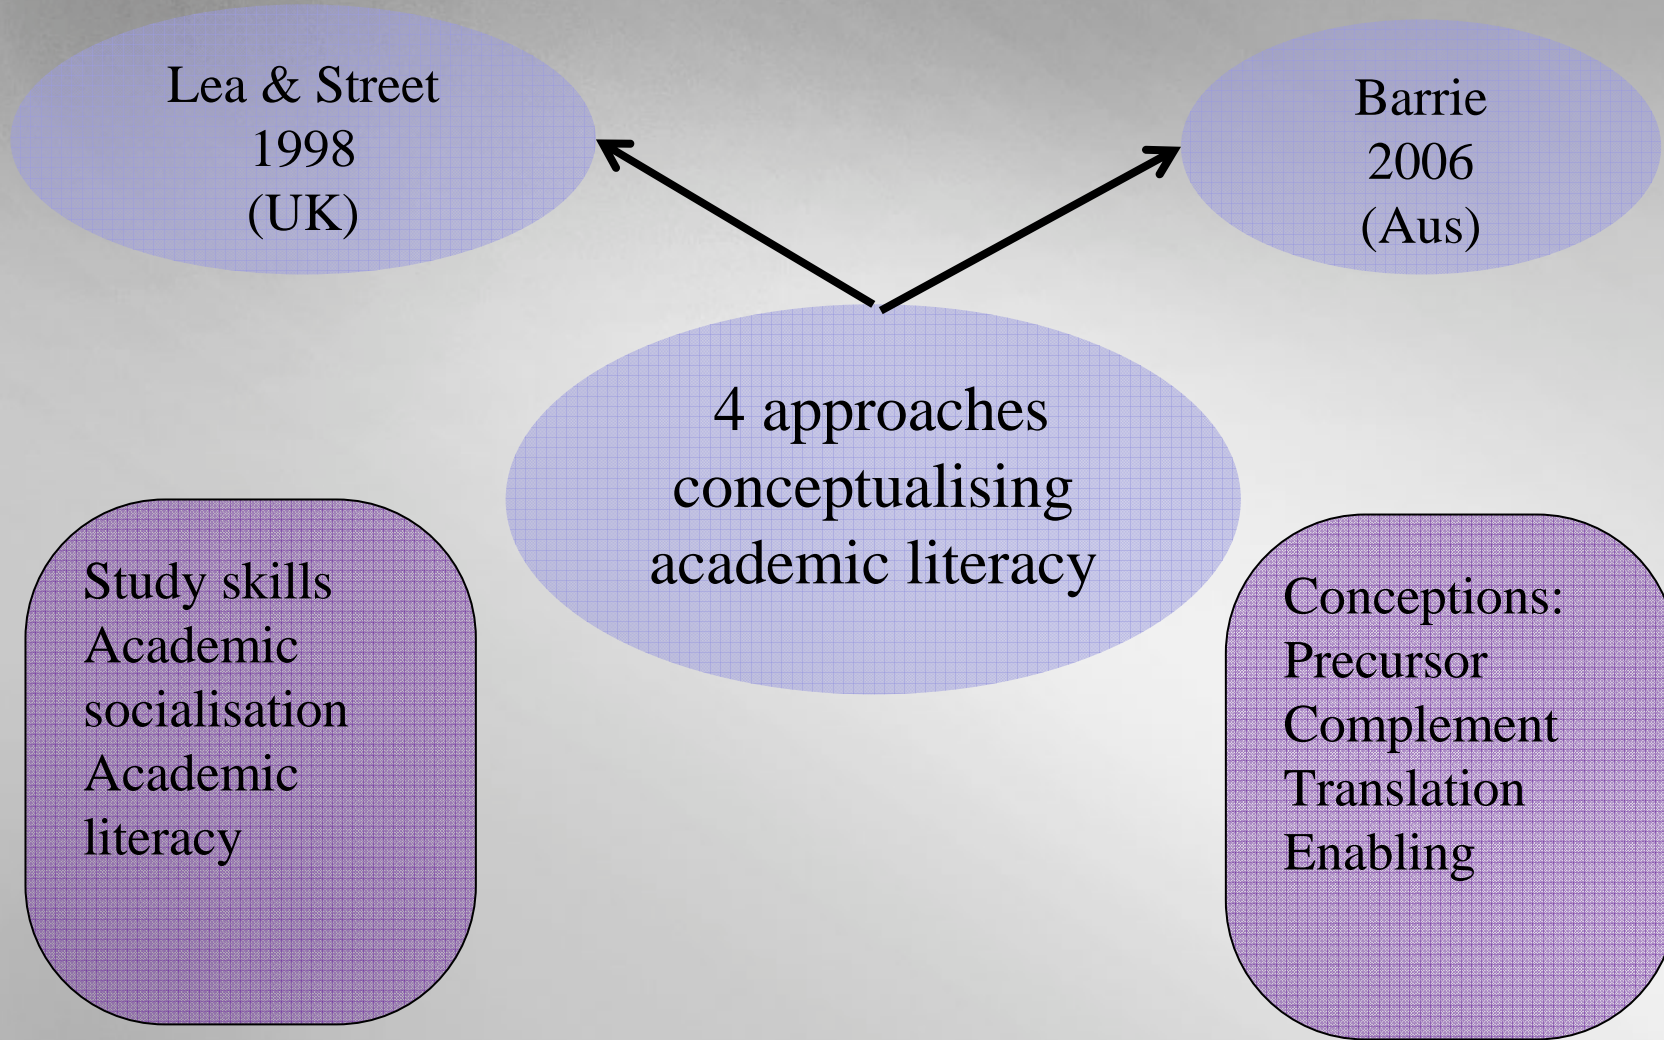 Lea & Street
1998
(UK)
Barrie
2006
(Aus)
4 approaches
conceptualising
academic literacy
Study skills
Academic
socialisation
Academic
literacy
Conceptions:
Precursor
Complement
Translation
Enabling